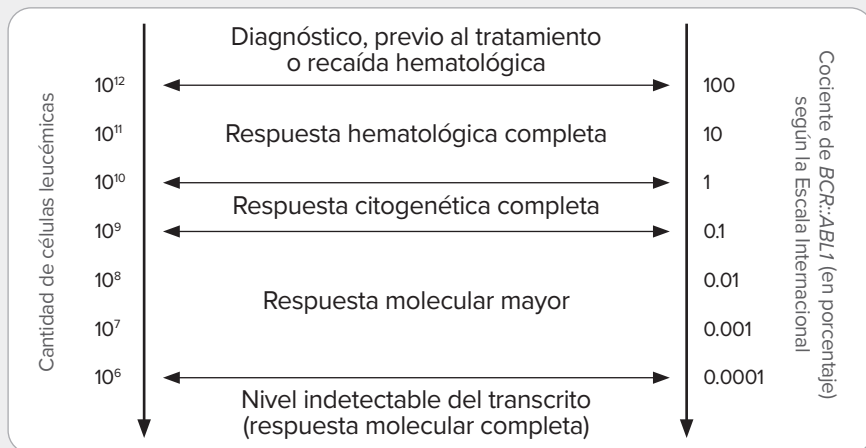 Diagnóstico, previo al tratamiento
o recaída hematológica
10¹² 100
10¹¹ Respuesta hematológica completa 10
10¹⁰ 1
Respuesta citogenética completa
10⁹ 0.1
10⁸ 0.01
Respuesta molecular mayor
10⁷ 0.001
10⁶ 0.0001
Nivel indetectable del transcrito
(respuesta molecular completa)
Cantidad de células leucémicas
Cociente de BCR::ABL1 (en porcentaje)
según la Escala Internacional